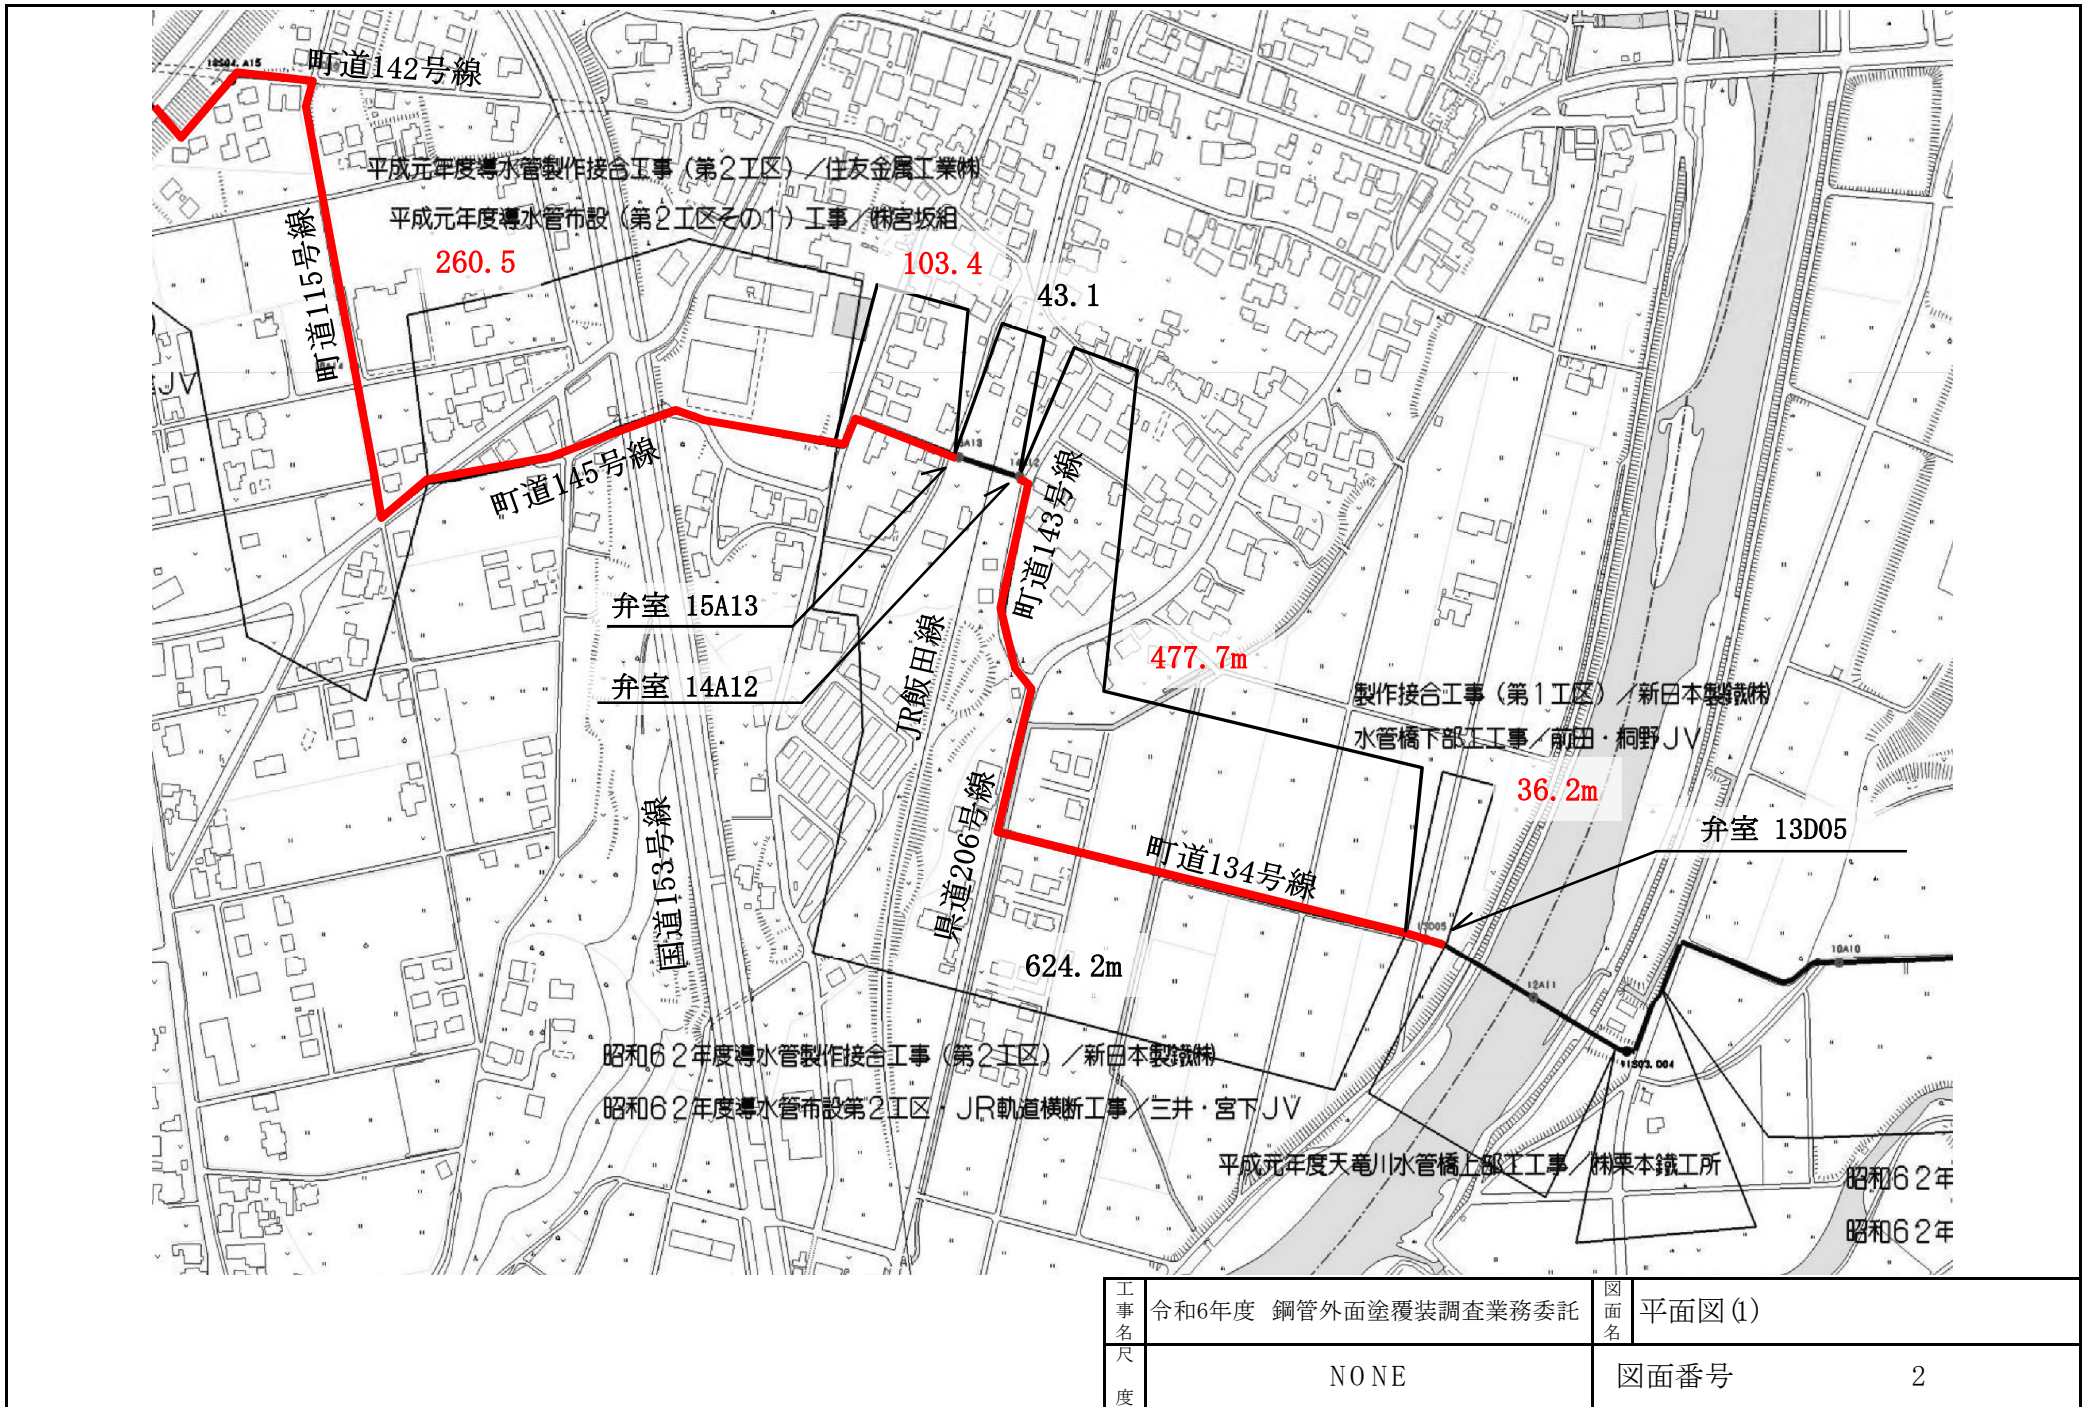 16S04.A15
町道142号線
平成元年度導水管製作接合工事（第２工区）／住友金属工業㈱
平成元年度導水管布設（第２工区その１）工事／㈱宮坂組
町道115号線
260.5
103.4
43.1
JV
15A13
14A12
町道145号線
町道143号線
弁室 15A13
弁室 14A12
JR飯田線
477.7m
製作接合工事（第１工区）／新日本製鐵㈱
水管橋下部工工事／前田・桐野ＪＶ
36.2m
弁室 13D05
国道153号線
県道206号線
町道134号線
13D05
624.2m
10A10
12A11
11S03.D04
昭和６２年度導水管製作接合工事（第２工区）／新日本製鐵㈱
昭和６２年度導水管布設第２工区・ＪＲ軌道横断工事／三井・宮下ＪＶ
平成元年度天竜川水管橋上部工工事／㈱栗本鐵工所
昭和６２年
昭和６２年
工事名
令和6年度 鋼管外面塗覆装調査業務委託
図面名
平面図(1)
尺度
NONE
図面番号
2